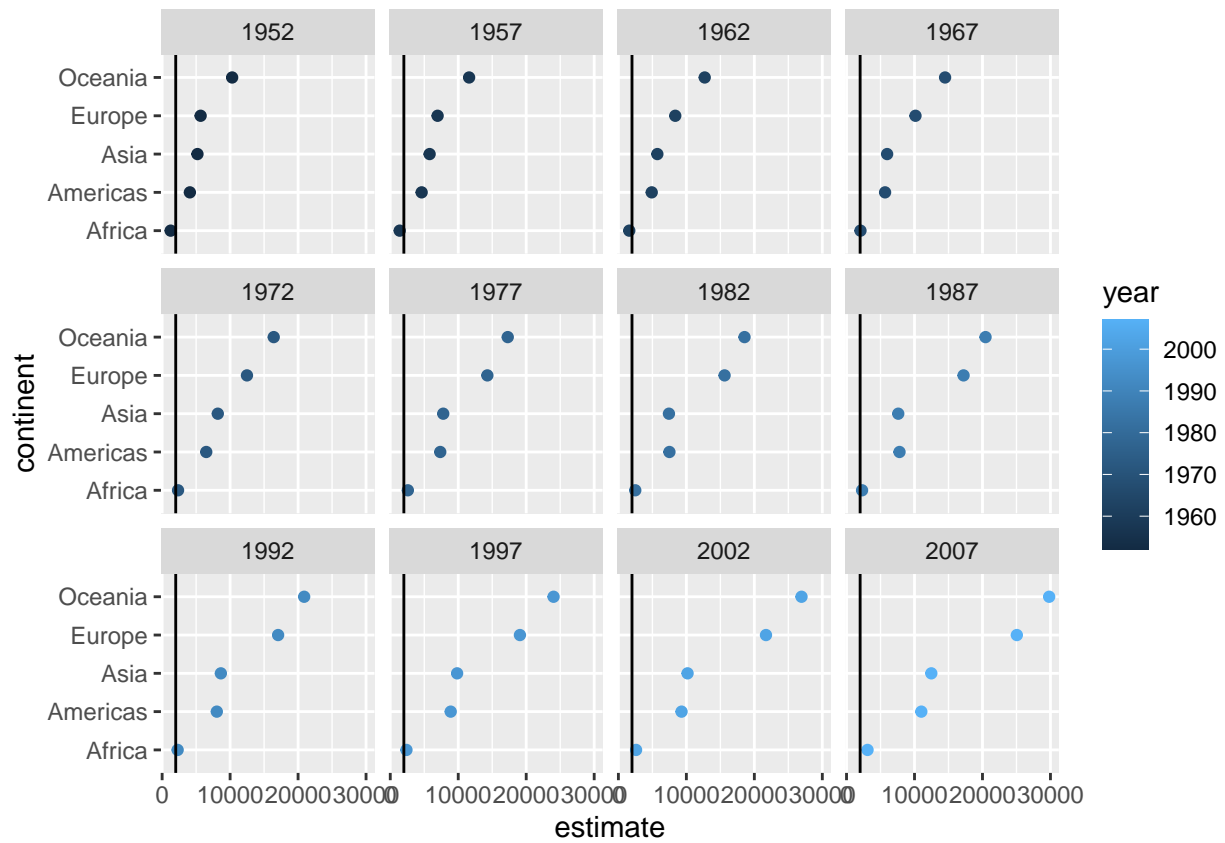 1952 1957 1962 1967
Oceania
Europe
Asia
Americas
Africa
1972 1977 1982 1987
Oceania
Europe
Asia
Americas
Africa
1992 1997 2002 2007
Oceania
Europe
Asia
Americas
Africa
0 10000 20000 30000 0 10000 20000 30000 0 10000 20000 30000 0 10000 20000 30000
estimate
continent
year
2000
1990
1980
1970
1960